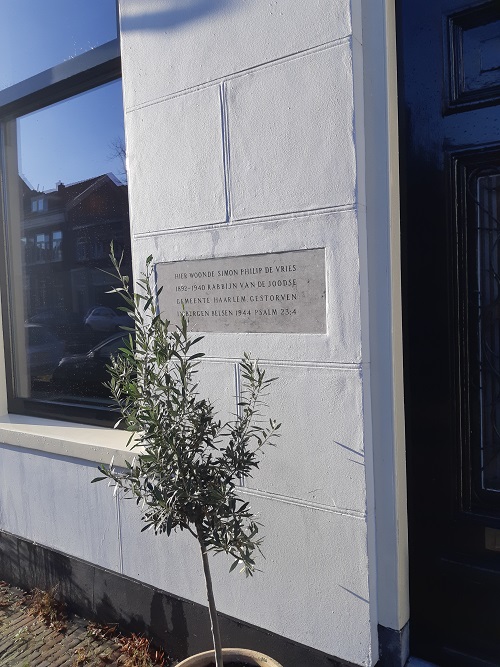 HIER WOONDE SIMON PHILIP DE VRIES
1892-1940 RABBIJN VAN DE JOODSE
GEMEENTE HAARLEM GESTORVEN
IN BERGEN BELSEN 1944 PSALM 23:4